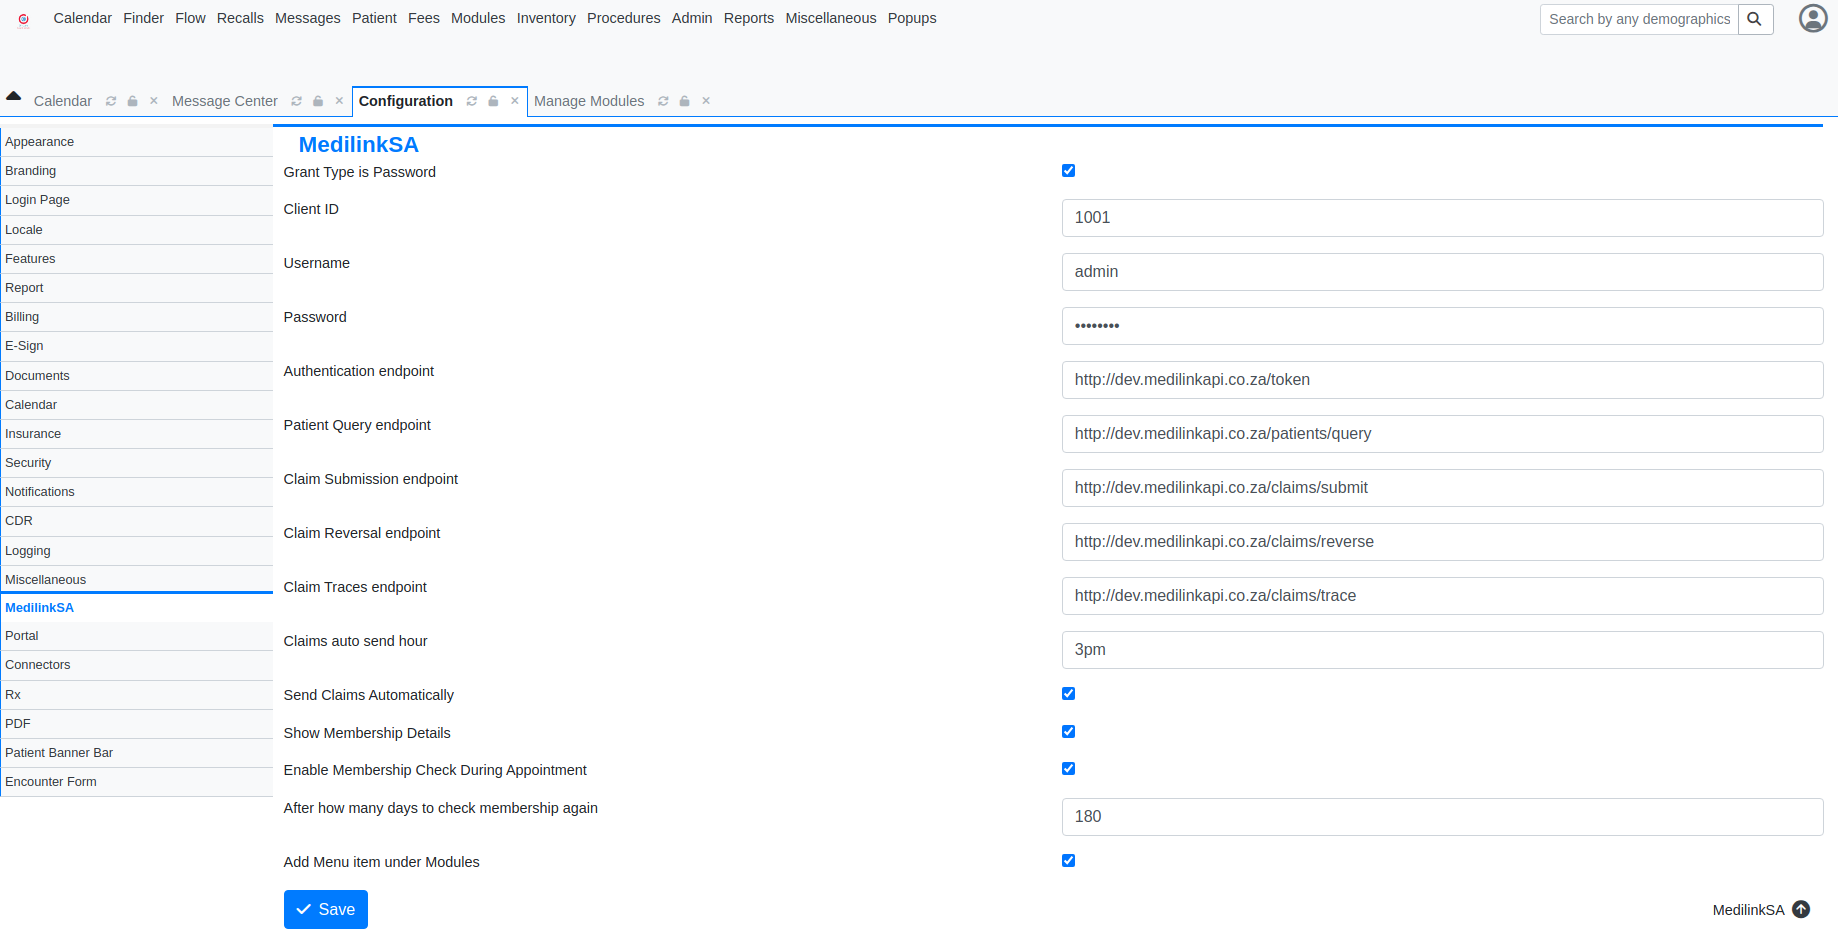 Calendar Finder Flow Recalls Messages Patient Fees Modules Inventory Procedures Admin Reports Miscellaneous Popups
Search by any demographics
Calendar Message Center Configuration Manage Modules
Appearance
Branding
Login Page
Locale
Features
Report
Billing
E-Sign
Documents
Calendar
Insurance
Security
Notifications
CDR
Logging
Miscellaneous
MedilinkSA
Portal
Connectors
Rx
PDF
Patient Banner Bar
Encounter Form
MedilinkSA
Grant Type is Password
Client ID 1001
Username admin
Password ••••••••
Authentication endpoint http://dev.medilinkapi.co.za/token
Patient Query endpoint http://dev.medilinkapi.co.za/patients/query
Claim Submission endpoint http://dev.medilinkapi.co.za/claims/submit
Claim Reversal endpoint http://dev.medilinkapi.co.za/claims/reverse
Claim Traces endpoint http://dev.medilinkapi.co.za/claims/trace
Claims auto send hour 3pm
Send Claims Automatically
Show Membership Details
Enable Membership Check During Appointment
After how many days to check membership again 180
Add Menu item under Modules
Save
MedilinkSA